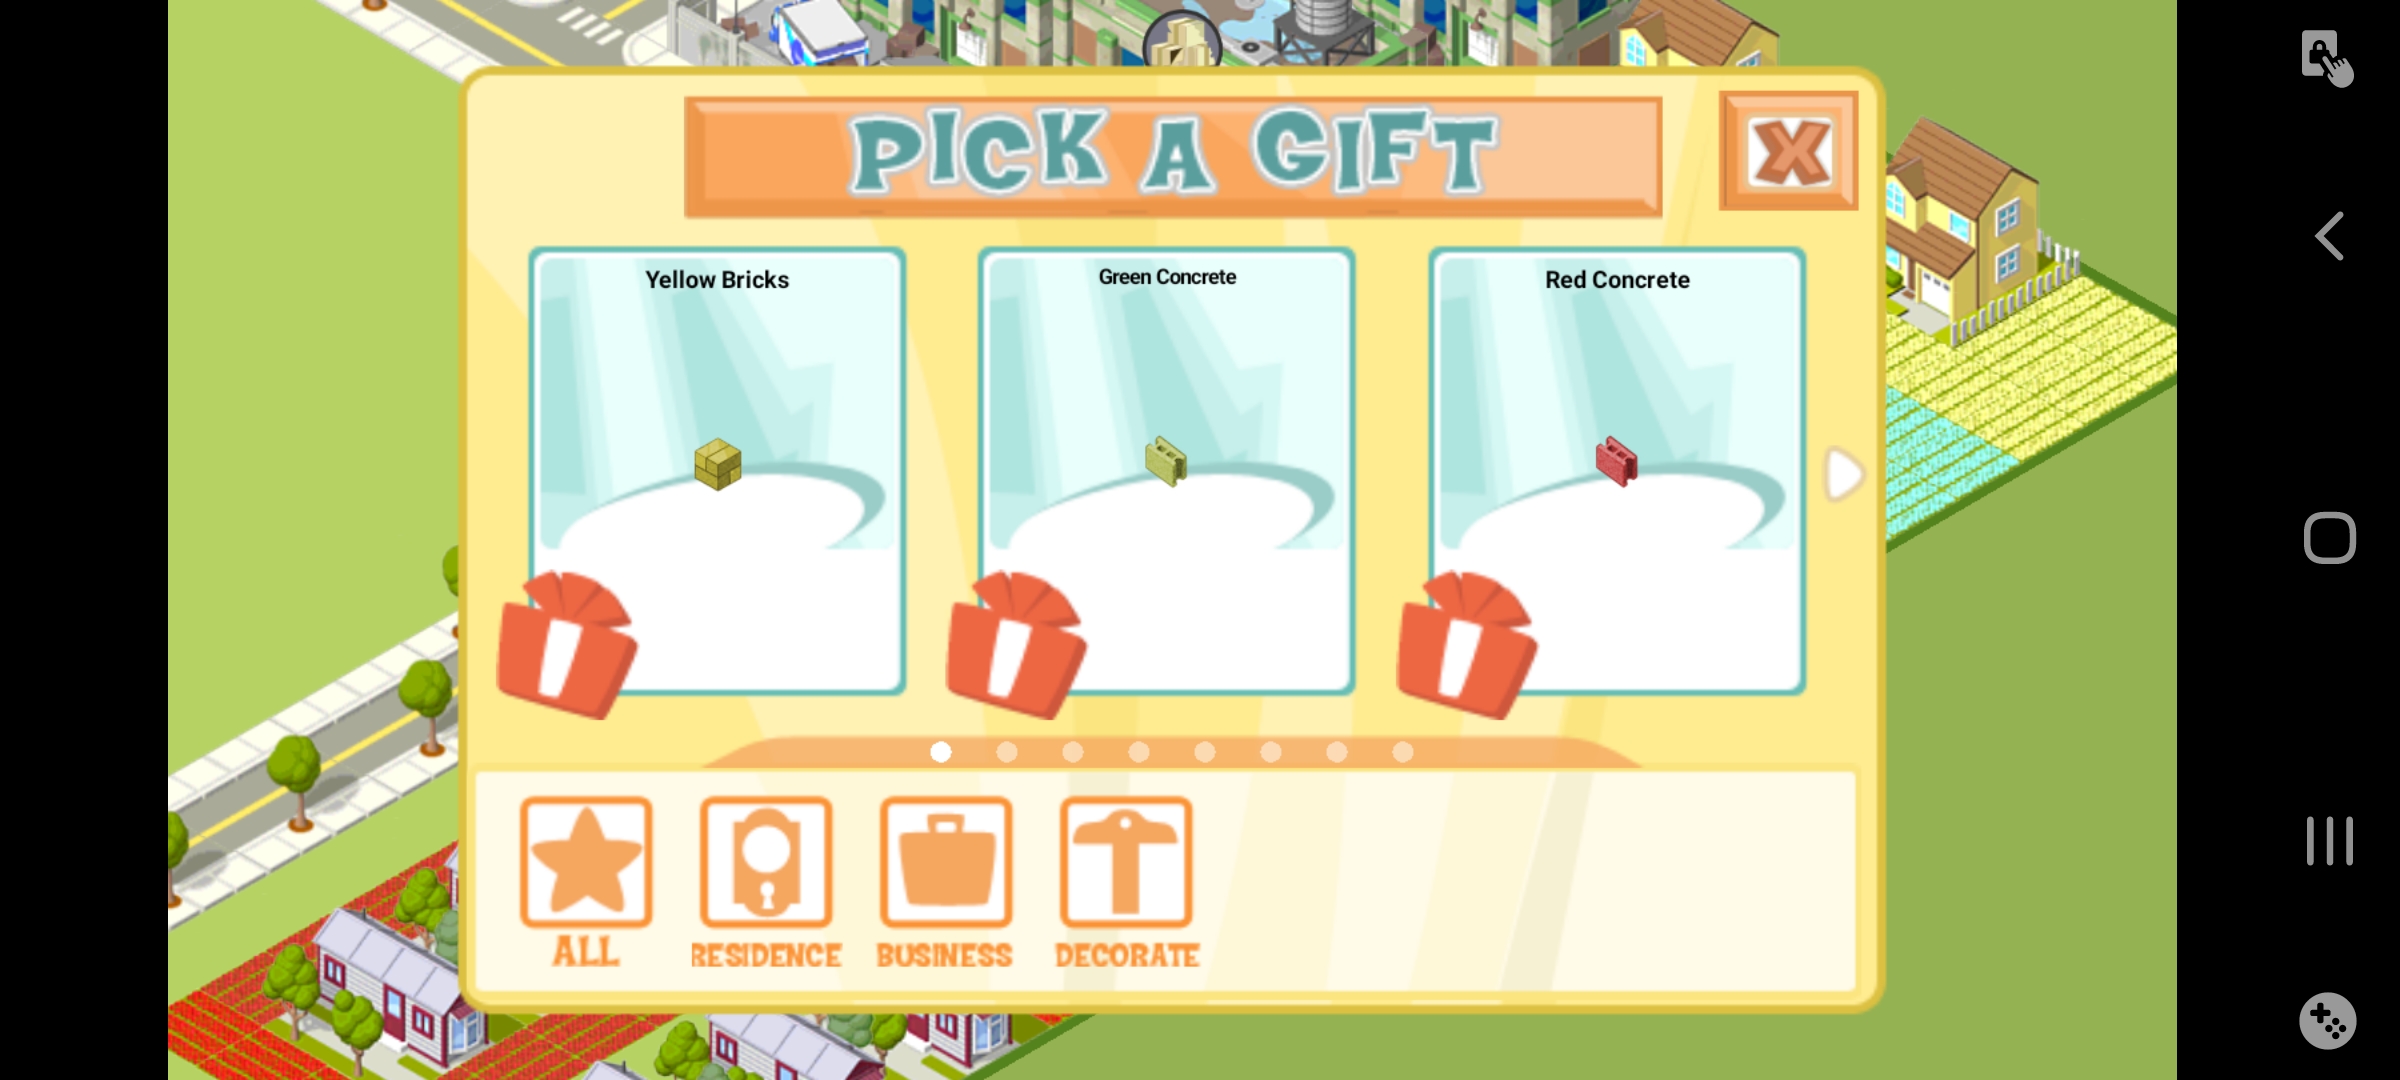 PICK A GIFT
X
Yellow Bricks
Green Concrete
Red Concrete
ALL
RESIDENCE
BUSINESS
DECORATE